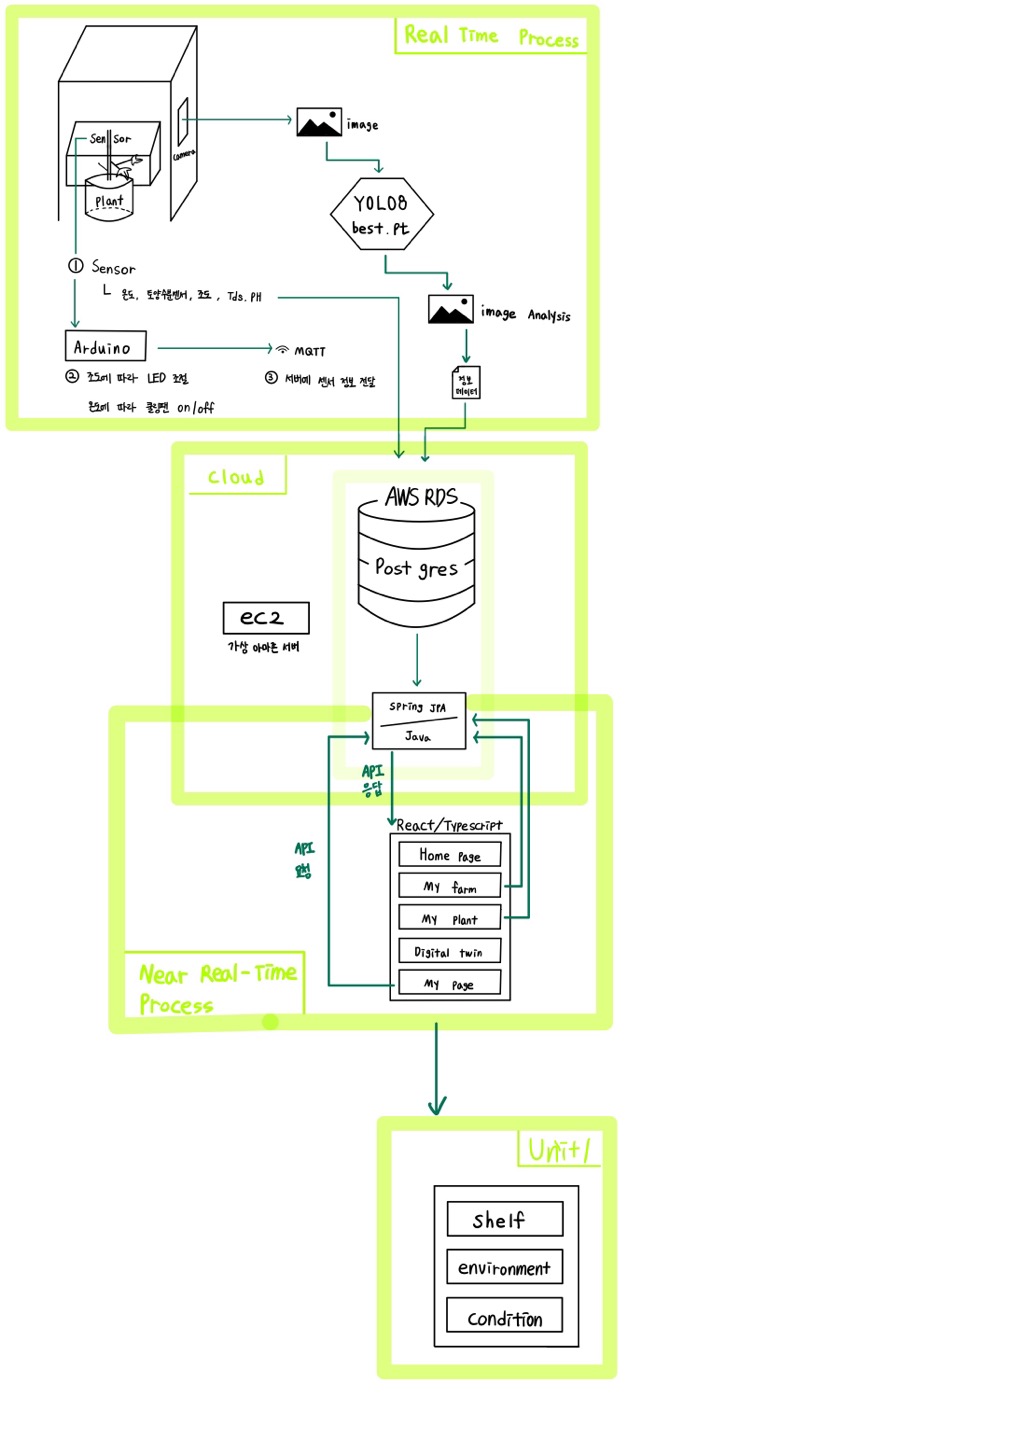 Real Time Process
Sensor
camera
Plant
image
YOLO8
best.pt
① Sensor
온도, 토양수분센서, 조도, Tds, PH
image Analysis
Arduino
MQTT
② 조도에 따라 LED 조절
온도에 따라 쿨링팬 on/off
③ 서버에 센서 정보 전달
정보
데이터
cloud
AWS RDS
Post gres
ec2
가상 아마존 서버
Spring JPA
Java
API
응답
API
요청
React/Typescript
Home Page
My farm
My Plant
Digital twin
My Page
Near Real-Time
Process
Shelf
environment
Condition